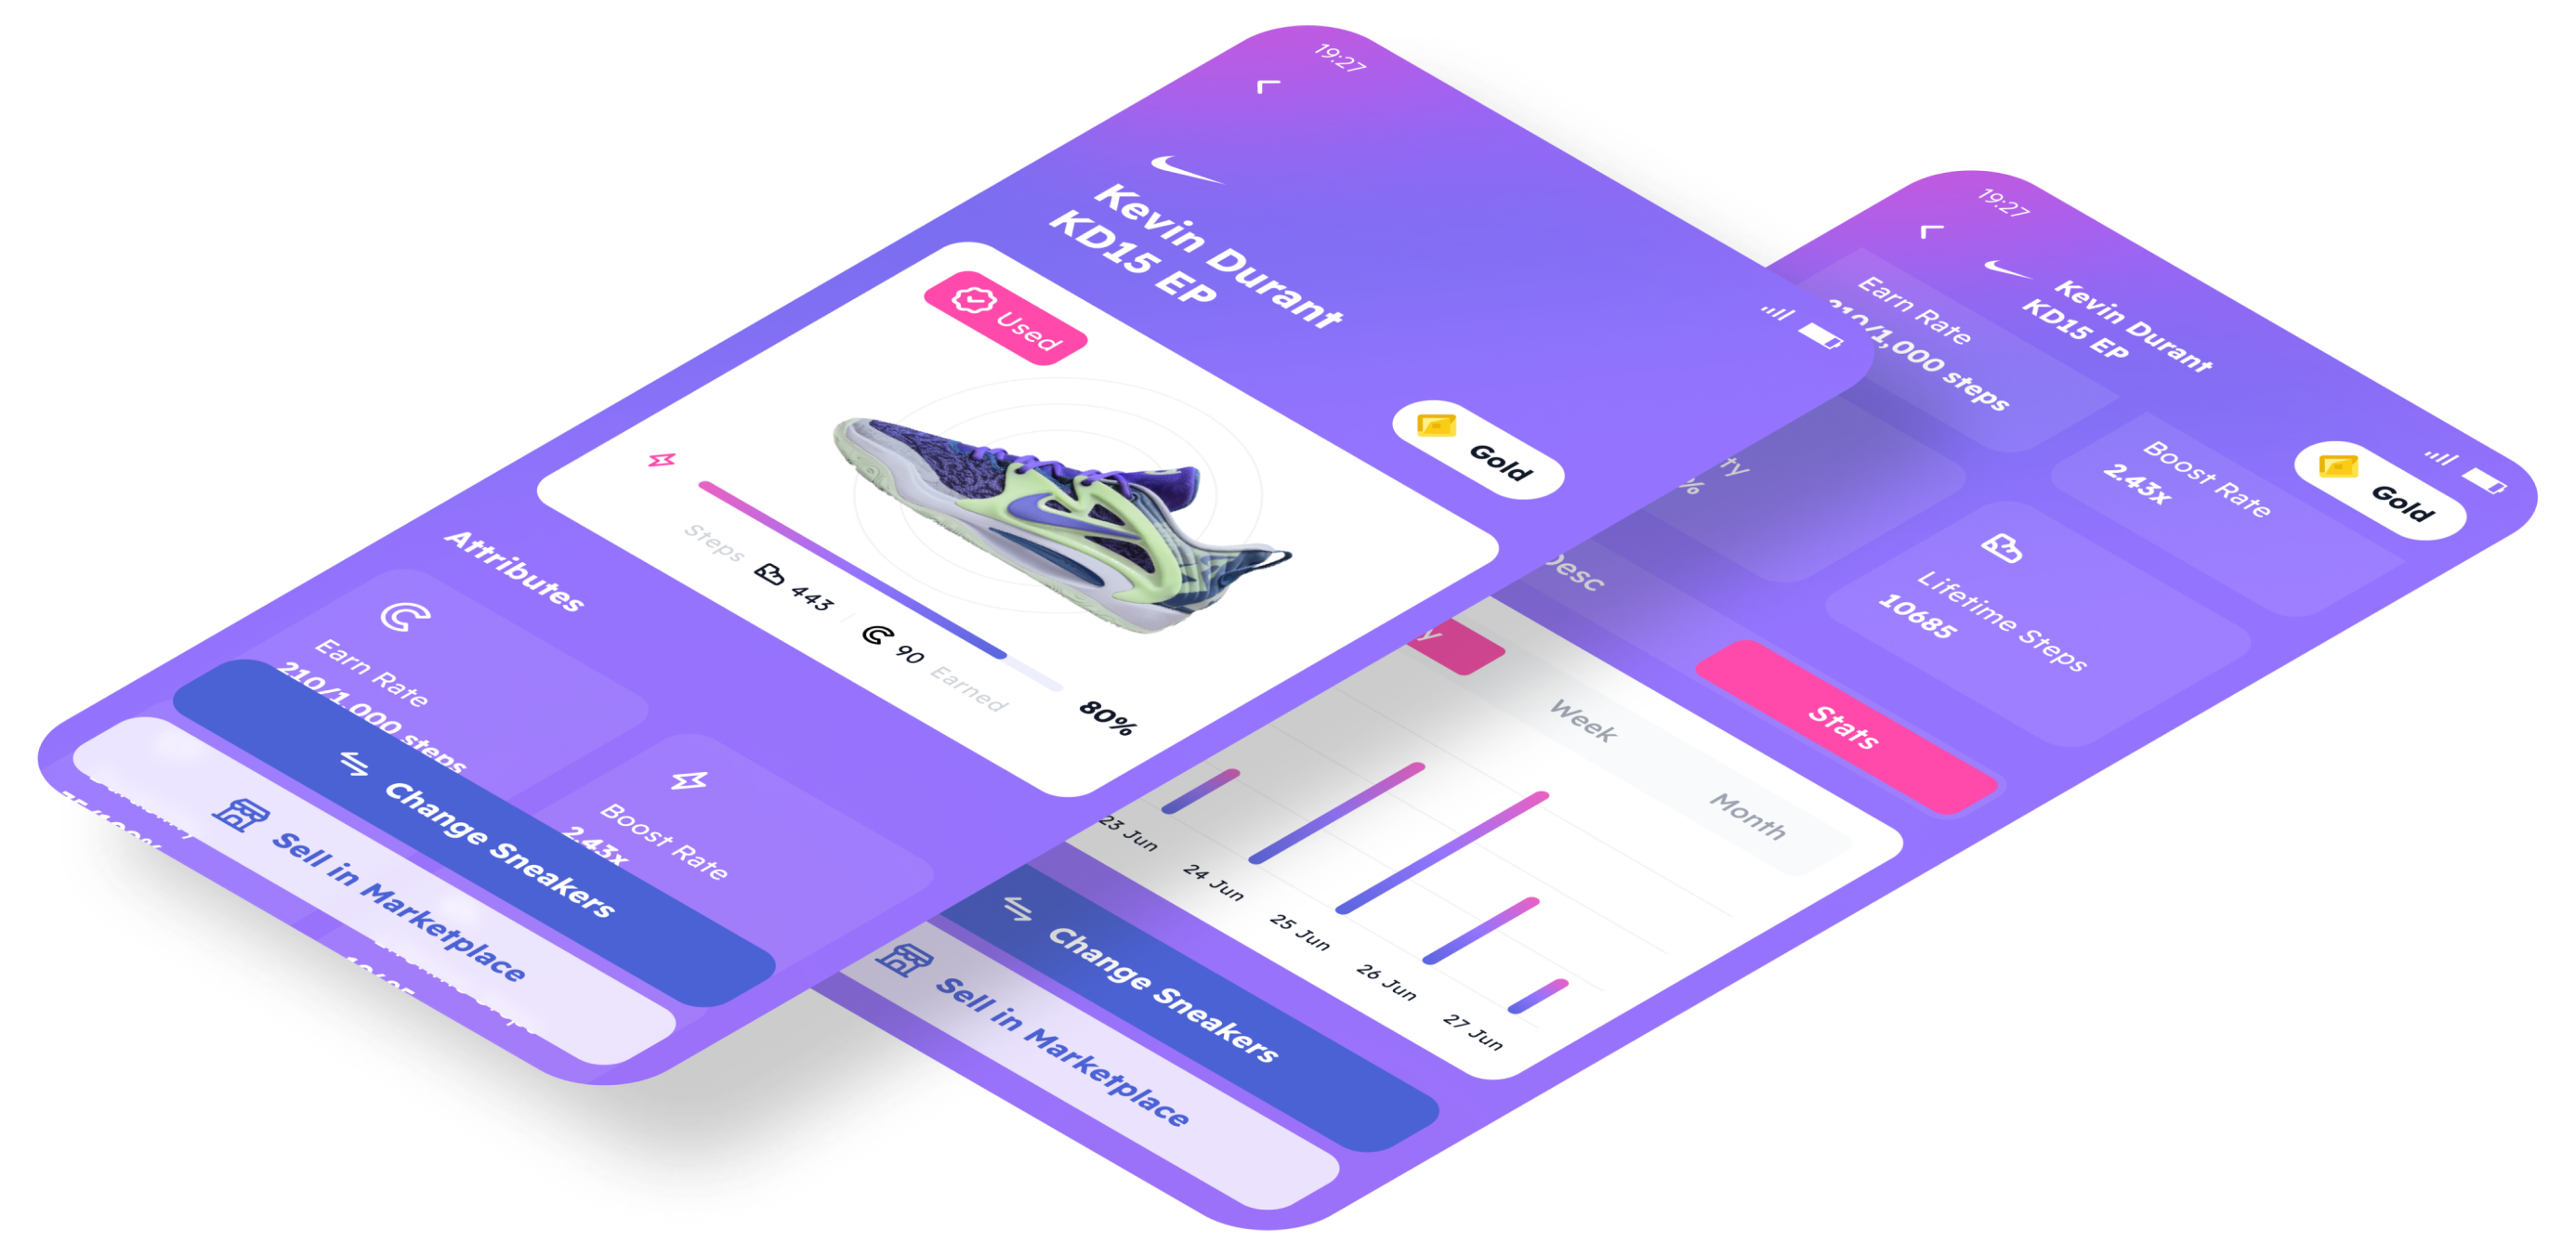 19:27
Kevin Durant
KD15 EP
Gold
Used
80%
Steps 443 90 Earned
Attributes
Earn Rate
210/1,000 steps
Boost Rate
2.43x
Change Sneakers
Sell in Marketplace
19:27
Kevin Durant
KD15 EP
Gold
Earn Rate
steps
Boost Rate
2.43x
Lifetime Steps
10685
Stats
Week
Month
23 Jun
24 Jun
25 Jun
26 Jun
27 Jun
Change Sneakers
Sell in Marketplace